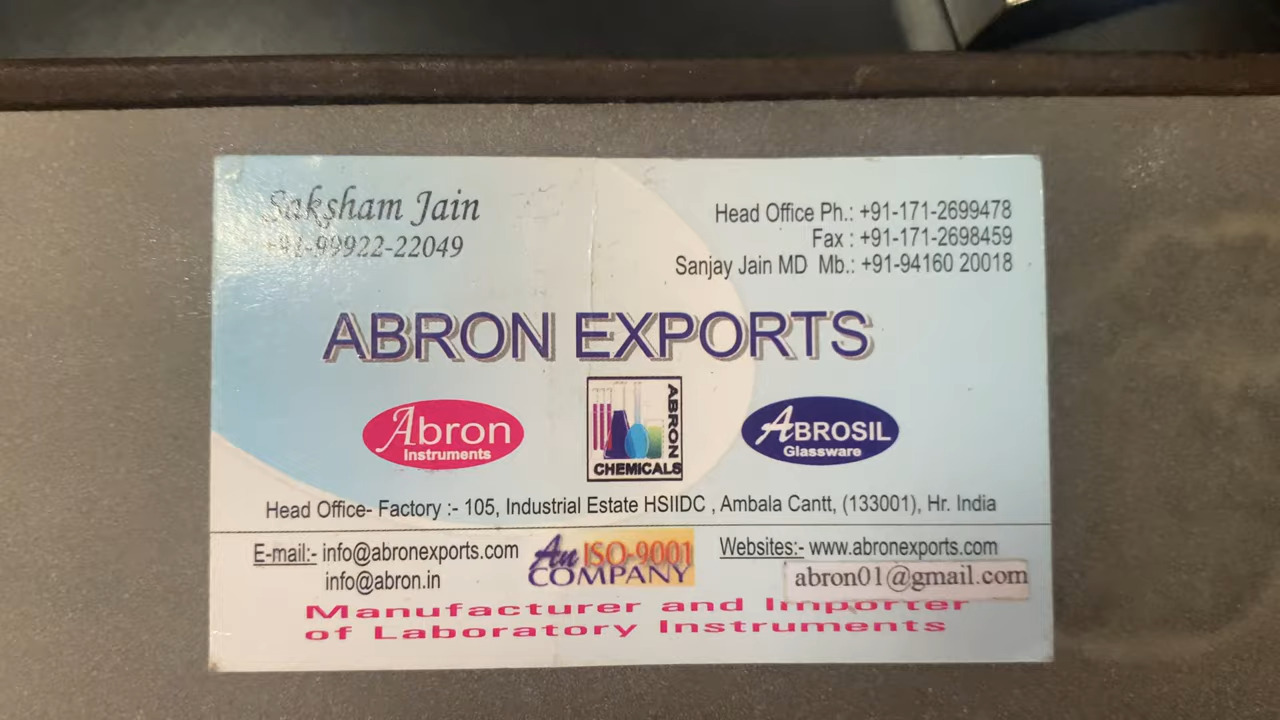 Saksham Jain
+91-99922-22049
Head Office Ph.: +91-171-2699478
Fax : +91-171-2698459
Sanjay Jain MD Mb.: +91-94160 20018
ABRON EXPORTS
Abron
Instruments
ABRON
CHEMICALS
ABROSIL
Glassware
Head Office- Factory :- 105, Industrial Estate HSIIDC , Ambala Cantt, (133001), Hr. India
E-mail:- info@abronexports.com
info@abron.in
An ISO-9001
COMPANY
Websites:- www.abronexports.com
abron01@gmail.com
Manufacturer and Importer
of Laboratory Instruments